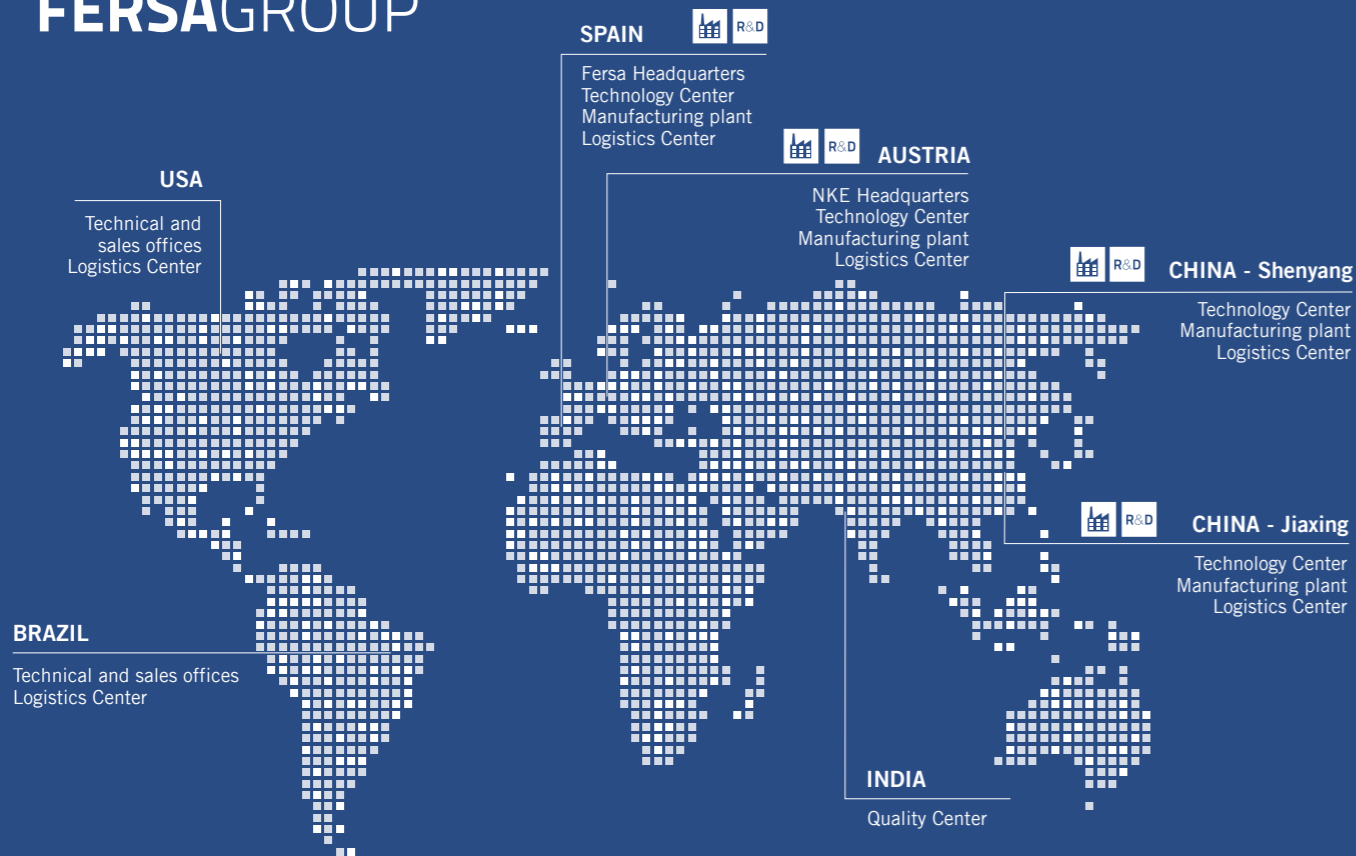 FERSAGROUP
SPAIN
R&D
Fersa Headquarters
Technology Center
Manufacturing plant
Logistics Center
R&D
AUSTRIA
NKE Headquarters
Technology Center
Manufacturing plant
Logistics Center
USA
Technical and
sales offices
Logistics Center
R&D
CHINA - Shenyang
Technology Center
Manufacturing plant
Logistics Center
R&D
CHINA - Jiaxing
Technology Center
Manufacturing plant
Logistics Center
BRAZIL
Technical and sales offices
Logistics Center
INDIA
Quality Center